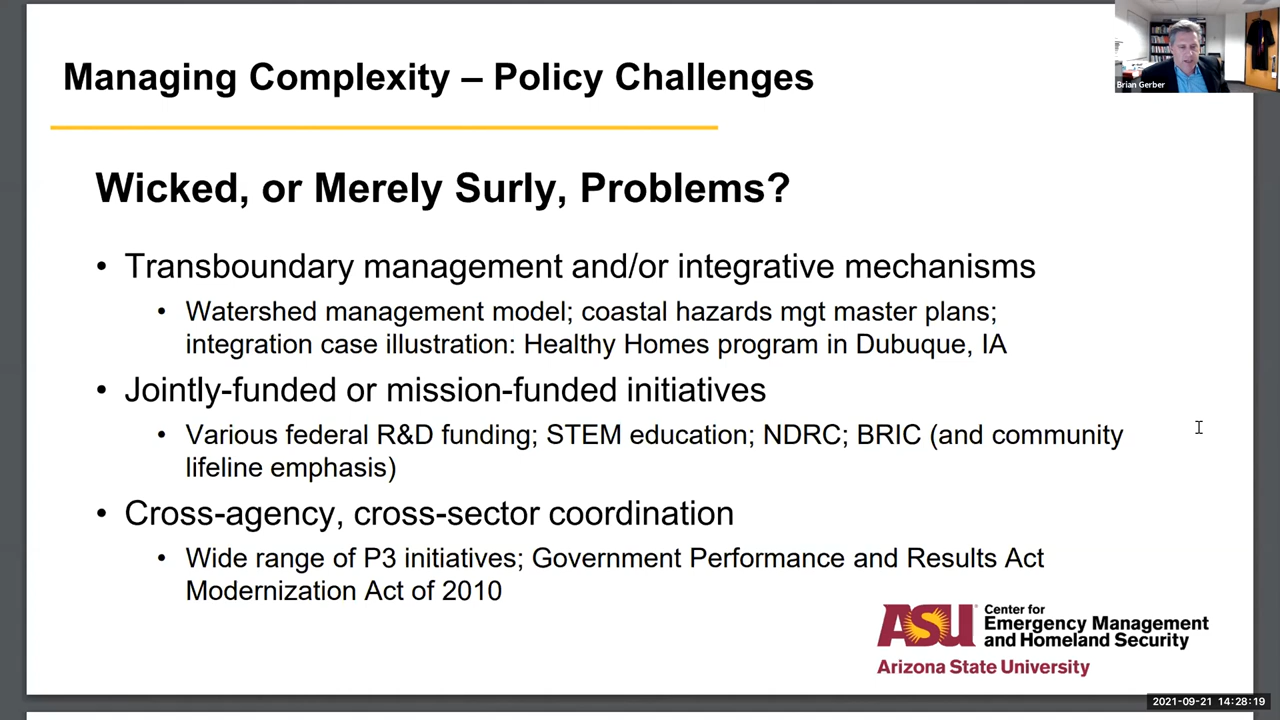 Managing Complexity – Policy Challenges
Brian Gerber
Wicked, or Merely Surly, Problems?
• Transboundary management and/or integrative mechanisms
• Watershed management model; coastal hazards mgt master plans;
integration case illustration: Healthy Homes program in Dubuque, IA
• Jointly-funded or mission-funded initiatives
• Various federal R&D funding; STEM education; NDRC; BRIC (and community
lifeline emphasis)
• Cross-agency, cross-sector coordination
• Wide range of P3 initiatives; Government Performance and Results Act
Modernization Act of 2010
ASU
Center for
Emergency Management
and Homeland Security
Arizona State University
2021-09-21 14:28:19